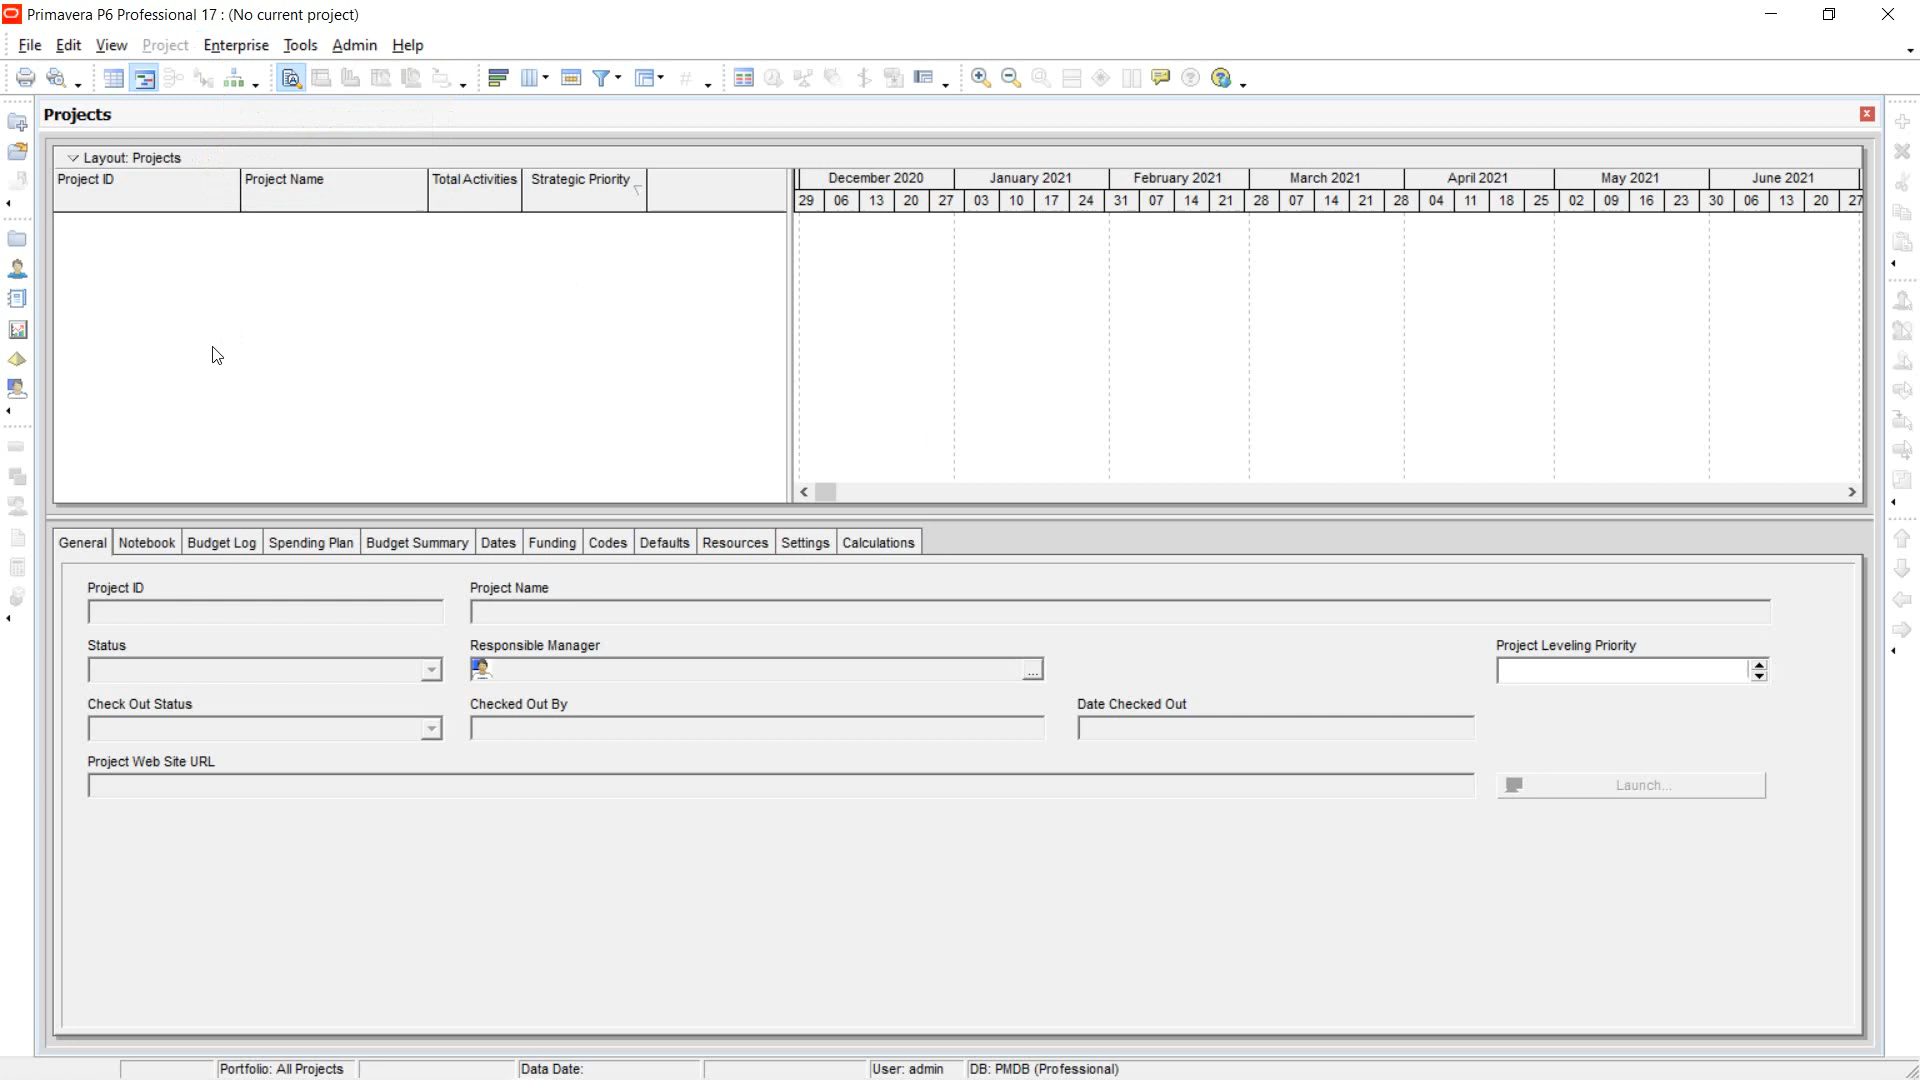 Primavera P6 Professional 17 : (No current project)
File Edit View Project Enterprise Tools Admin Help
Projects
Layout: Projects
Project ID Project Name Total Activities Strategic Priority December 2020 January 2021 February 2021 March 2021 April 2021 May 2021 June 2021
29 06 13 20 27 03 10 17 24 31 07 14 21 28 07 14 21 28 04 11 18 25 02 09 16 23 30 06 13 20 27
General Notebook Budget Log Spending Plan Budget Summary Dates Funding Codes Defaults Resources Settings Calculations
Project ID Project Name
Status Responsible Manager Project Leveling Priority
...
Check Out Status Checked Out By Date Checked Out
Project Web Site URL
Launch...
Portfolio: All Projects Data Date: User: admin DB: PMDB (Professional)